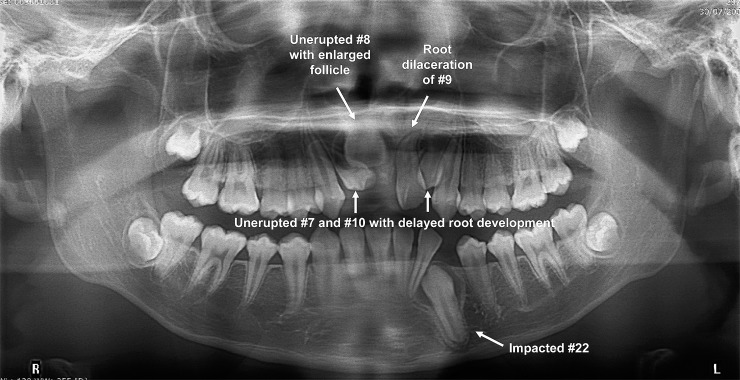 Unerupted #8
with enlarged
follicle
Root
dilaceration
of #9
Unerupted #7 and #10 with delayed root development
Impacted #22
R
L